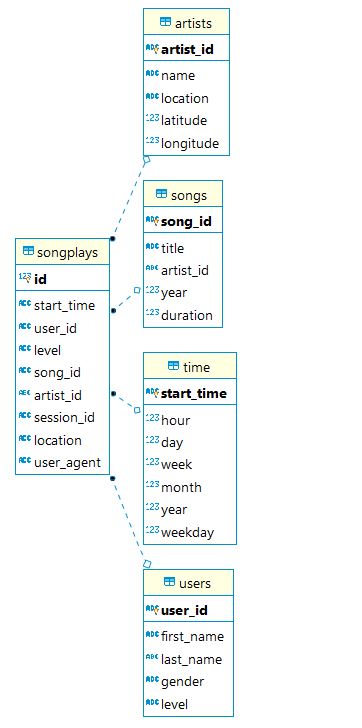 artists
artist_id
name
location
latitude
longitude
songs
song_id
title
artist_id
year
duration
songplays
id
start_time
user_id
level
song_id
artist_id
session_id
location
user_agent
time
start_time
hour
day
week
month
year
weekday
users
user_id
first_name
last_name
gender
level